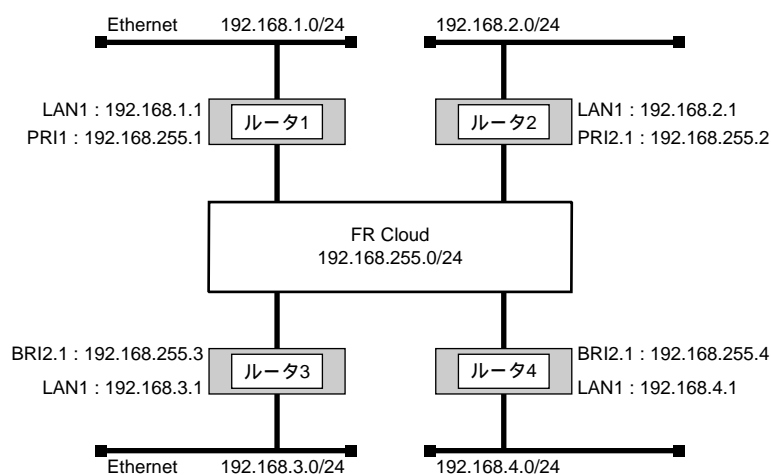 Ethernet 192.168.1.0/24
192.168.2.0/24
LAN1 : 192.168.1.1
PRI1 : 192.168.255.1
ルータ1
ルータ2
LAN1 : 192.168.2.1
PRI2.1 : 192.168.255.2
FR Cloud
192.168.255.0/24
BRI2.1 : 192.168.255.3
LAN1 : 192.168.3.1
ルータ3
ルータ4
BRI2.1 : 192.168.255.4
LAN1 : 192.168.4.1
Ethernet 192.168.3.0/24
192.168.4.0/24